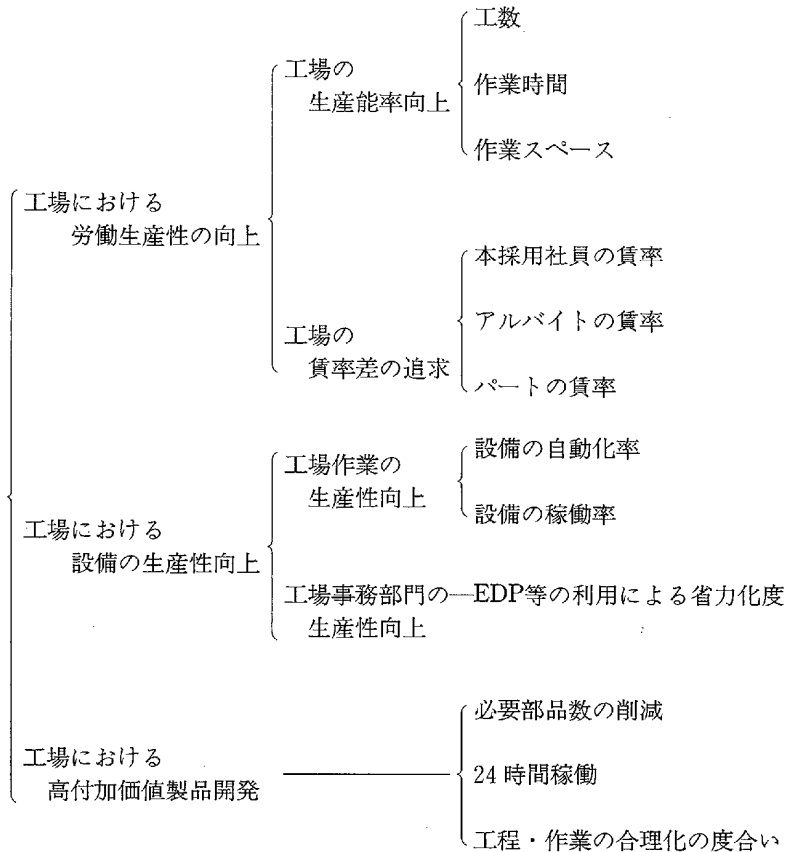 工数
工場の
生産能率向上
作業時間
作業スペース
工場における
労働生産性の向上
本採用社員の賃率
工場の
賃率差の追求
アルバイトの賃率
パートの賃率
工場作業の
生産性向上
設備の自動化率
設備の稼働率
工場における
設備の生産性向上
工場事務部門の—EDP等の利用による省力化度
生産性向上
工場における
高付加価値製品開発
必要部品数の削減
24時間稼働
工程・作業の合理化の度合い